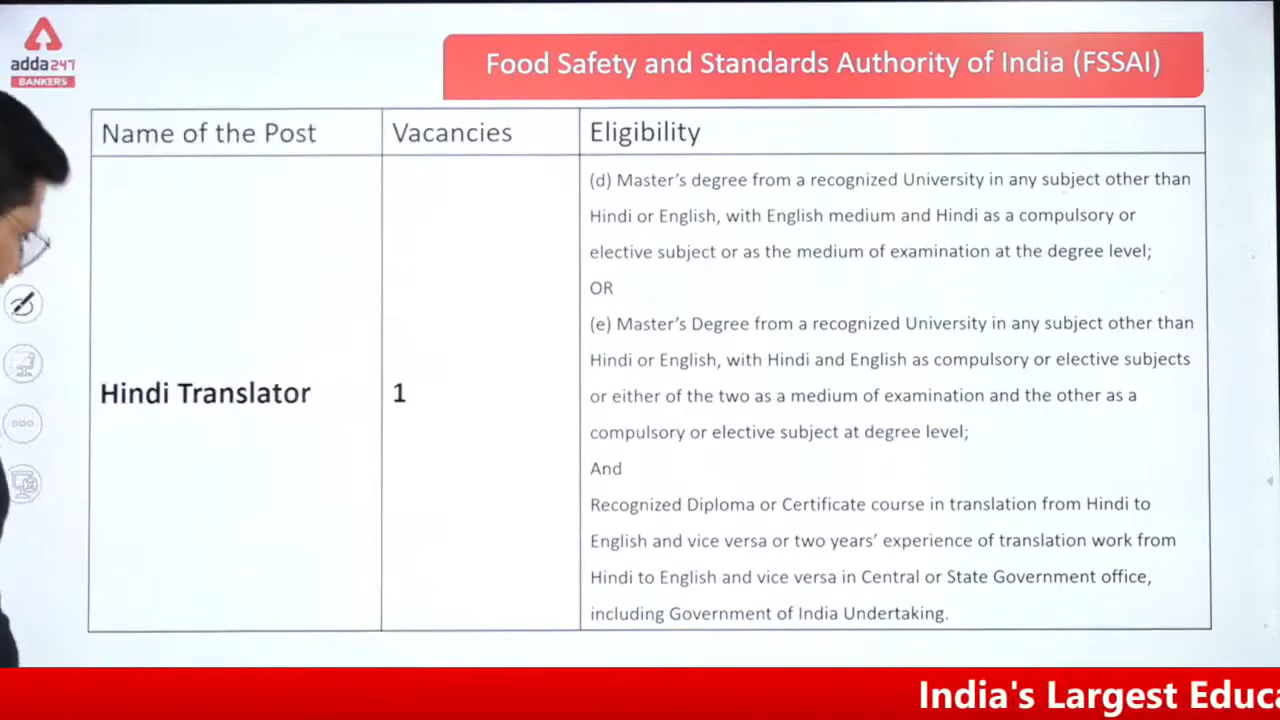 adda247
BANKERS
Food Safety and Standards Authority of India (FSSAI)
Name of the Post
Vacancies
Eligibility
Hindi Translator
1
(d) Master's degree from a recognized University in any subject other than
Hindi or English, with English medium and Hindi as a compulsory or
elective subject or as the medium of examination at the degree level;
OR
(e) Master's Degree from a recognized University in any subject other than
Hindi or English, with Hindi and English as compulsory or elective subjects
or either of the two as a medium of examination and the other as a
compulsory or elective subject at degree level;
And
Recognized Diploma or Certificate course in translation from Hindi to
English and vice versa or two years' experience of translation work from
Hindi to English and vice versa in Central or State Government office,
including Government of India Undertaking.
India's Largest